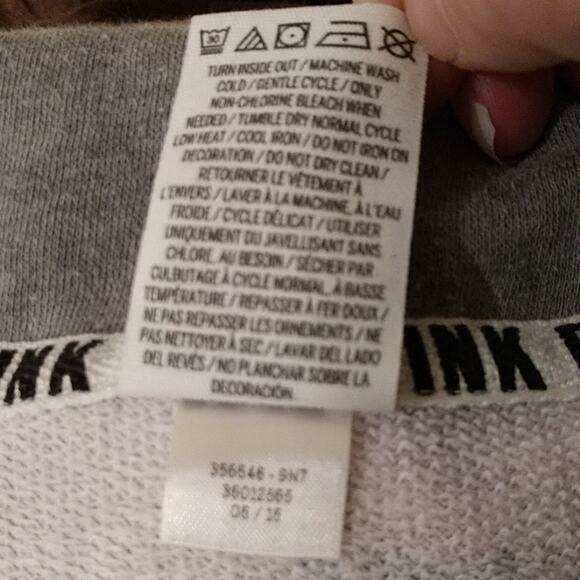 30
TURN INSIDE OUT / MACHINE WASH
COLD / GENTLE CYCLE / ONLY
NON-CHLORINE BLEACH WHEN
NEEDED / TUMBLE DRY NORMAL CYCLE
LOW HEAT / COOL IRON / DO NOT IRON ON
DECORATION / DO NOT DRY CLEAN /
RETOURNER LE VÊTEMENT À
L'ENVERS / LAVER À LA MACHINE, À L'EAU
FROIDE / CYCLE DÉLICAT / UTILISER
UNIQUEMENT DU JAVELLISANT SANS
CHLORE, AU BESOIN / SÉCHER PAR
CULBUTAGE À CYCLE NORMAL, À BASSE
TEMPÉRATURE / REPASSER À FER DOUX /
NE PAS REPASSER LES ORNEMENTS / NE
PAS NETTOYER À SEC / LAVAR DEL LADO
DEL REVÉS / NO PLANCHAR SOBRE LA
DECORACIÓN
INK INK
356646 - 9N7
36012565
06 / 16